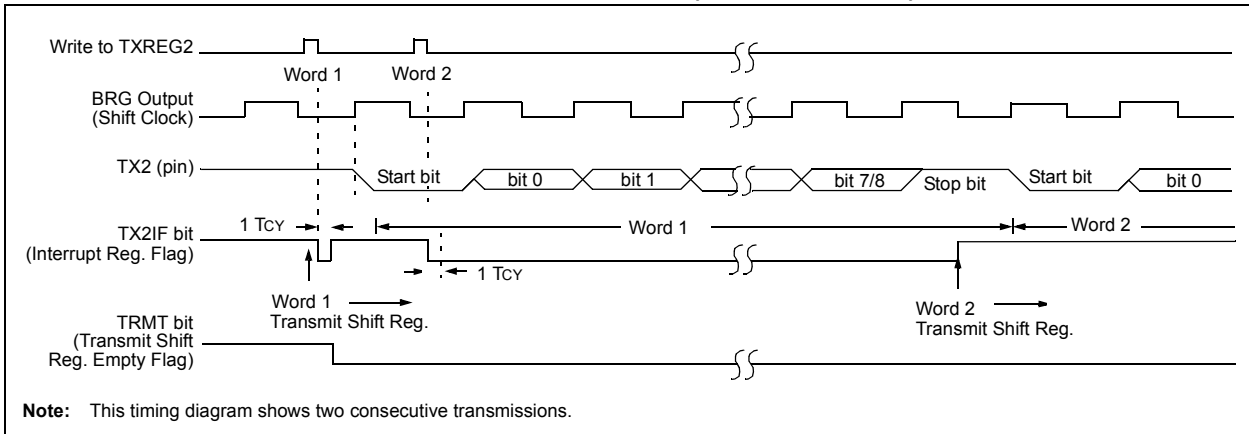 Write to TXREG2
Word 1
Word 2
BRG Output
(Shift Clock)
TX2 (pin)
Start bit
bit 0
bit 1
bit 7/8
Stop bit
Start bit
bit 0
1 TCY
Word 1
Word 2
TX2IF bit
(Interrupt Reg. Flag)
1 TCY
Word 1
Transmit Shift Reg.
Word 2
Transmit Shift Reg.
TRMT bit
(Transmit Shift
Reg. Empty Flag)
Note: This timing diagram shows two consecutive transmissions.